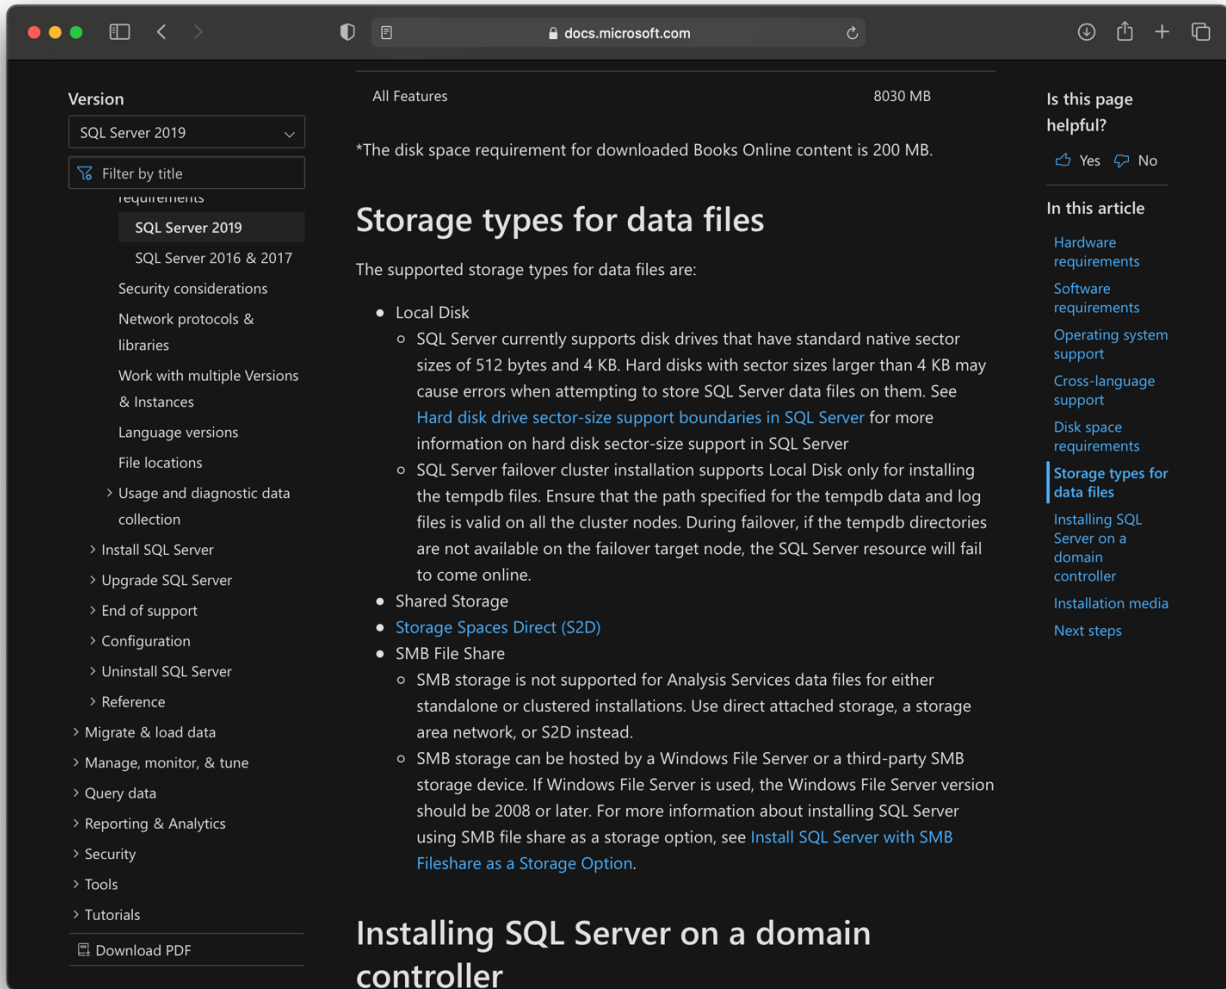 docs.microsoft.com
Version
SQL Server 2019
Filter by title
requirements
SQL Server 2019
SQL Server 2016 & 2017
Security considerations
Network protocols &
libraries
Work with multiple Versions
& Instances
Language versions
File locations
Usage and diagnostic data
collection
Install SQL Server
Upgrade SQL Server
End of support
Configuration
Uninstall SQL Server
Reference
Migrate & load data
Manage, monitor, & tune
Query data
Reporting & Analytics
Security
Tools
Tutorials
Download PDF
All Features 8030 MB
*The disk space requirement for downloaded Books Online content is 200 MB.
Storage types for data files
The supported storage types for data files are:
Local Disk
SQL Server currently supports disk drives that have standard native sector
sizes of 512 bytes and 4 KB. Hard disks with sector sizes larger than 4 KB may
cause errors when attempting to store SQL Server data files on them. See
Hard disk drive sector-size support boundaries in SQL Server for more
information on hard disk sector-size support in SQL Server
SQL Server failover cluster installation supports Local Disk only for installing
the tempdb files. Ensure that the path specified for the tempdb data and log
files is valid on all the cluster nodes. During failover, if the tempdb directories
are not available on the failover target node, the SQL Server resource will fail
to come online.
Shared Storage
Storage Spaces Direct (S2D)
SMB File Share
SMB storage is not supported for Analysis Services data files for either
standalone or clustered installations. Use direct attached storage, a storage
area network, or S2D instead.
SMB storage can be hosted by a Windows File Server or a third-party SMB
storage device. If Windows File Server is used, the Windows File Server version
should be 2008 or later. For more information about installing SQL Server
using SMB file share as a storage option, see Install SQL Server with SMB
Fileshare as a Storage Option.
Installing SQL Server on a domain
controller
Is this page
helpful?
Yes No
In this article
Hardware
requirements
Software
requirements
Operating system
support
Cross-language
support
Disk space
requirements
Storage types for
data files
Installing SQL
Server on a
domain
controller
Installation media
Next steps